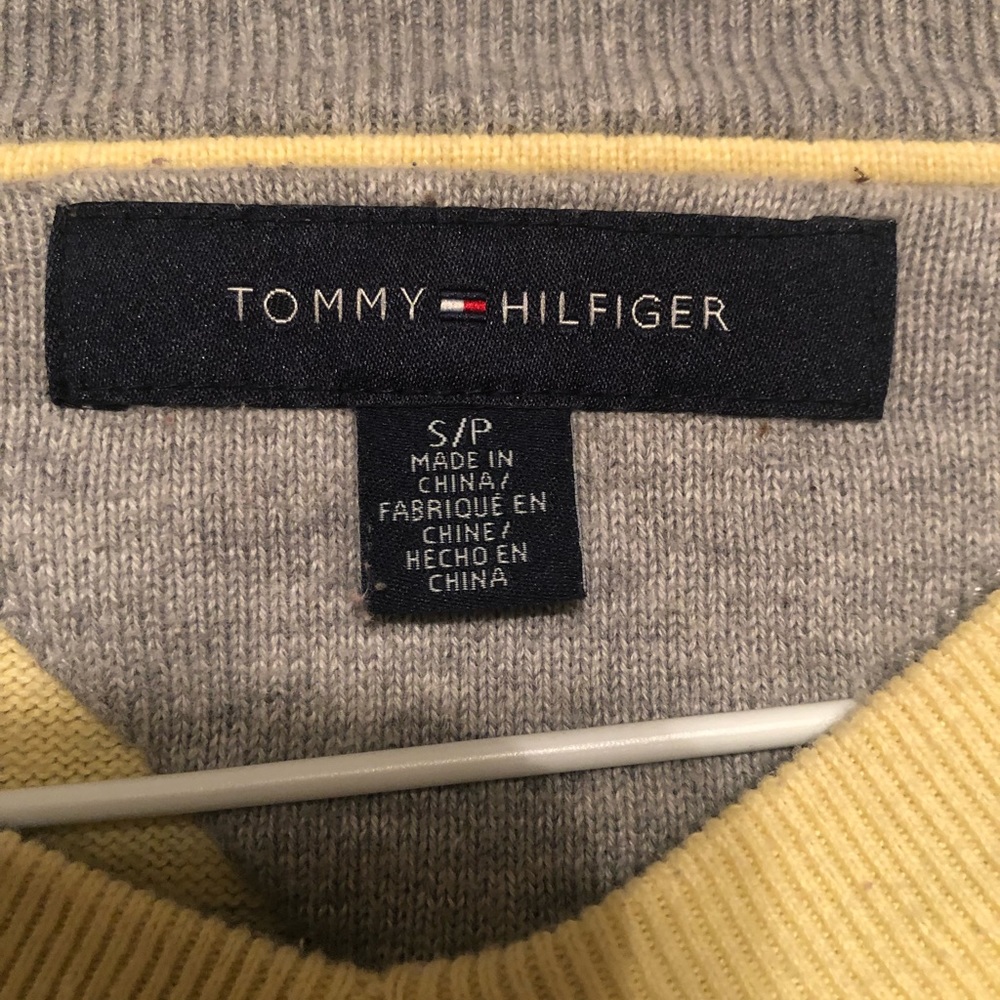 TOMMY HILFIGER
S/P
MADE IN
CHINA/
FABRIQUÉ EN
CHINE/
HECHO EN
CHINA